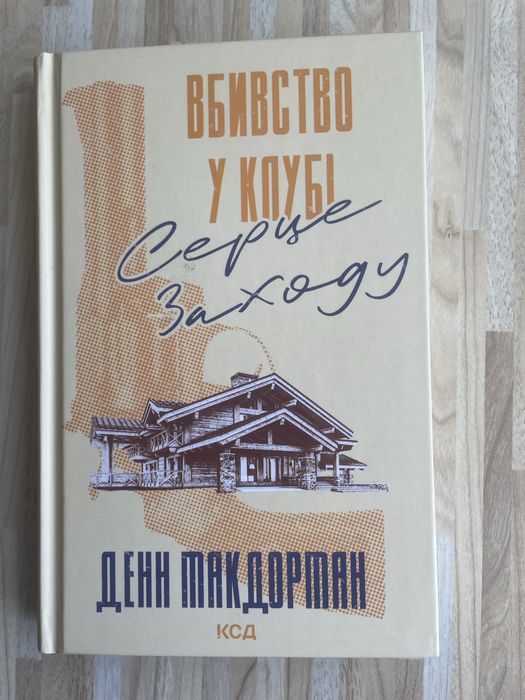 ВБИВСТВО
У КЛУБІ
Серце
Заходу
ДЕНН МАКДОРМАН
КСД